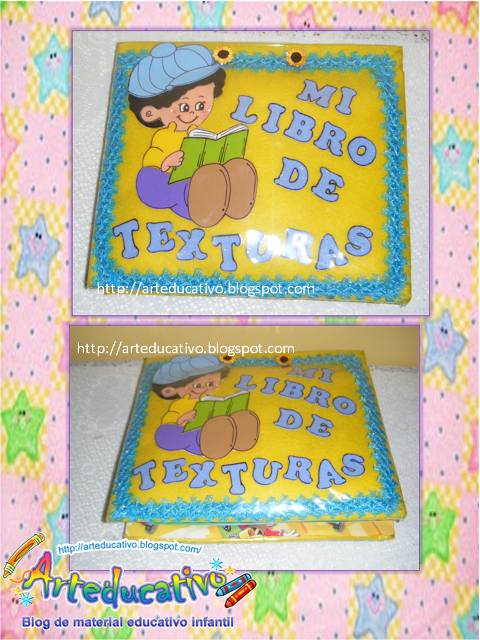 MI
LIBRO
DE
TEXTURAS
http://arteducativo.blogspot.com
http://arteducativo.blogspot.com
MI
LIBRO
DE
TEXTURAS
http://arteducativo.blogspot.com/
Arteducativo
Blog de material educativo infantil